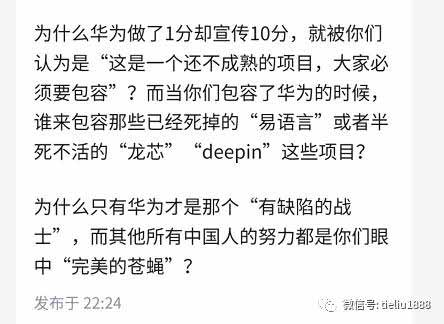 为什么华为做了1分却宣传10分，就被你们
认为是“这是一个还不成熟的项目，大家必
须要包容”？而当你们包容了华为的时候，
谁来包容那些已经死掉的“易语言”或者半
死不活的“龙芯”“deepin”这些项目？
为什么只有华为才是那个“有缺陷的战
士”，而其他所有中国人的努力都是你们眼
中“完美的苍蝇”？
发布于 22:24
微信号: deliu1888